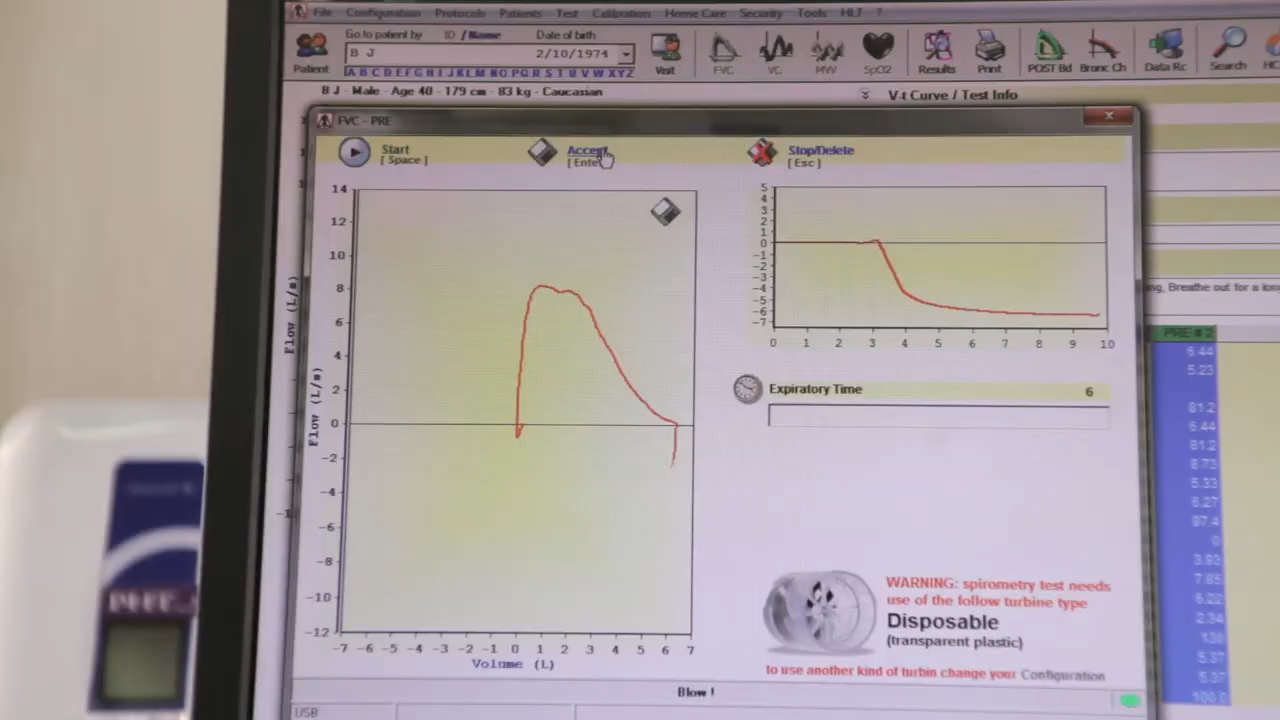 File Configuration Protocols Patients Test Calibration Home Care Security Tools HL7 ?
Go to patient by ID / Name Date of birth
B J 2/10/1974
A B C D E F G H I J K L M N O P Q R S T U V W X Y Z
Patient Visit FVC VC MVV SpO2 Results Print POST Bd Bronc Ch Data Rc Search
B J - Male - Age 40 - 179 cm - 83 kg - Caucasian
V-t Curve / Test Info
FVC - PRE
Start
[ Space ]
Accept
[ Enter
Stop/Delete
[ Esc ]
14
12
10
8
6
4
2
0
-2
-4
-6
-8
-10
-12
Flow (L/s)
Flow (L/s)
-7 -6 -5 -4 -3 -2 -1 0 1 2 3 4 5 6 7
Volume (L)
5
4
3
2
1
0
-1
-2
-3
-4
-5
-6
-7
0 1 2 3 4 5 6 7 8 9 10
Expiratory Time 6
WARNING: spirometry test needs
use of the follow turbine type
Disposable
(transparent plastic)
to use another kind of turbin change your Configuration
Blow !
USB
ng, Breathe out for a lon
PRE # 2
6.44
5.23
81.2
6.44
81.2
8.73
5.33
6.27
97.4
0
3.93
7.85
6.22
2.34
130
5.37
5.37
100.0